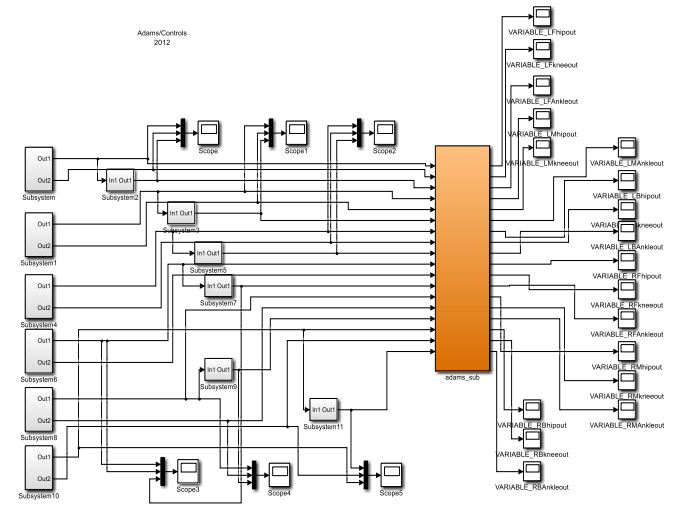 Adams/Controls
2012
VARIABLE_LFhipout
VARIABLE_LFkneeout
VARIABLE_LFAnkleout
VARIABLE_LMhipout
VARIABLE_LMkneeout
VARIABLE_LMAnkleout
VARIABLE_LBhipout
kneeout
VARIABLE_LBAnkleout
VARIABLE_RFhipout
VARIABLE_RFkneeout
VARIABLE_RFAnkleout
VARIABLE_RMhipout
VARIABLE_RMkneeout
VARIABLE_RMAnkleout
VARIABLE_RBhipout
VARIABLE_RBkneeout
VARIABLE_RBAnkleout
Scope
Scope1
Scope2
Out1
Out2
Subsystem
In1 Out1
Subsystem2
Out1
Out2
Subsystem1
In1 Out1
Subsystem3
In1 Out1
Subsystem5
Out1
Out2
Subsystem4
In1 Out1
Subsystem7
Out1
Out2
Subsystem6
In1 Out1
Subsystem9
adams_sub
Out1
Out2
Subsystem8
In1 Out1
Subsystem11
Out1
Out2
Subsystem10
Scope3
Scope4
Scope5